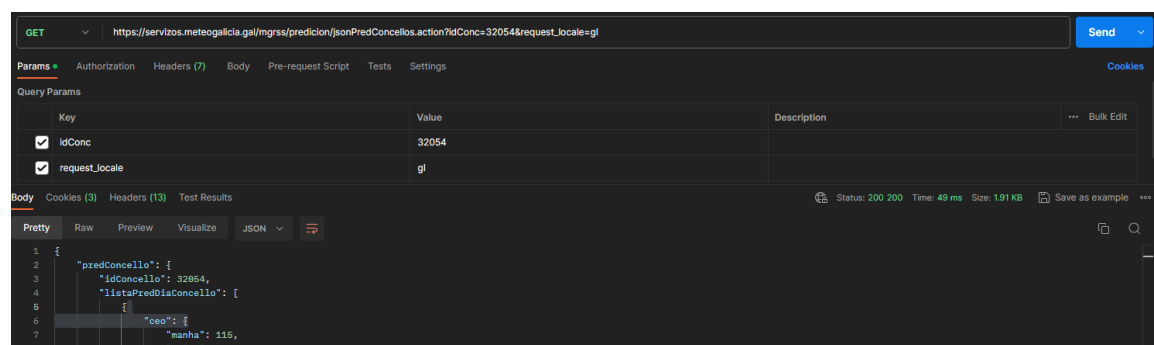 GET https://servizos.meteogalicia.gal/mgrss/predicion/jsonPredConcellos.action?idConc=32054&request_locale=gl Send
Params Authorization Headers (7) Body Pre-request Script Tests Settings Cookies
Query Params
Key Value Description ••• Bulk Edit
idConc 32054
request_locale gl
Body Cookies (3) Headers (13) Test Results Status: 200 200 Time: 49 ms Size: 1.91 KB Save as example •••
Pretty Raw Preview Visualize JSON
1 {
2 "predConcello": {
3 "idConcello": 32054,
4 "listaPredDiaConcello": [
5 {
6 "ceo": {
7 "manha": 115,